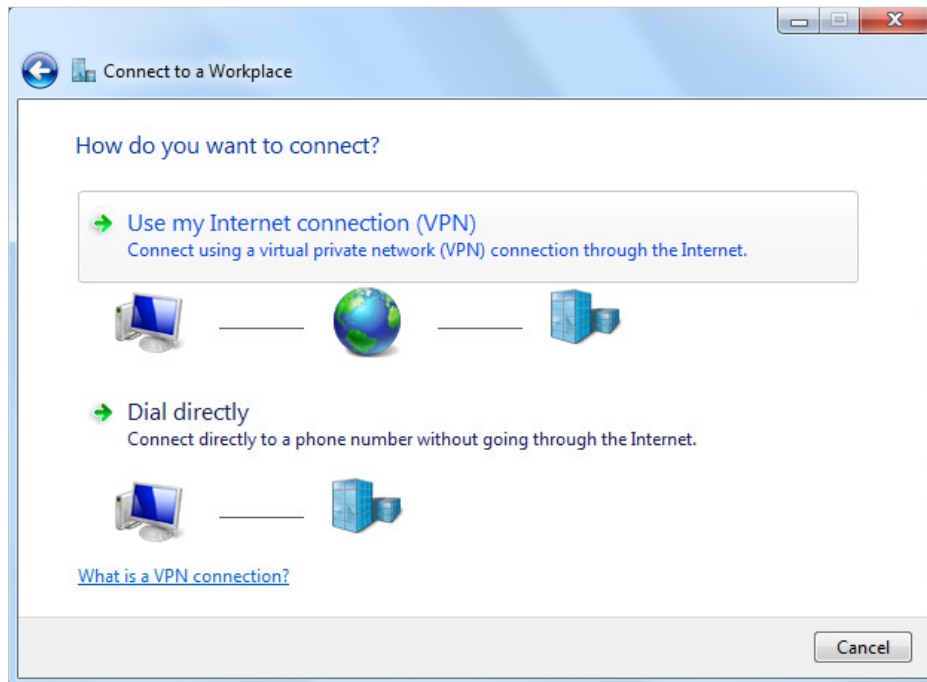 Connect to a Workplace
How do you want to connect?
Use my Internet connection (VPN)
Connect using a virtual private network (VPN) connection through the Internet.
Dial directly
Connect directly to a phone number without going through the Internet.
What is a VPN connection?
Cancel